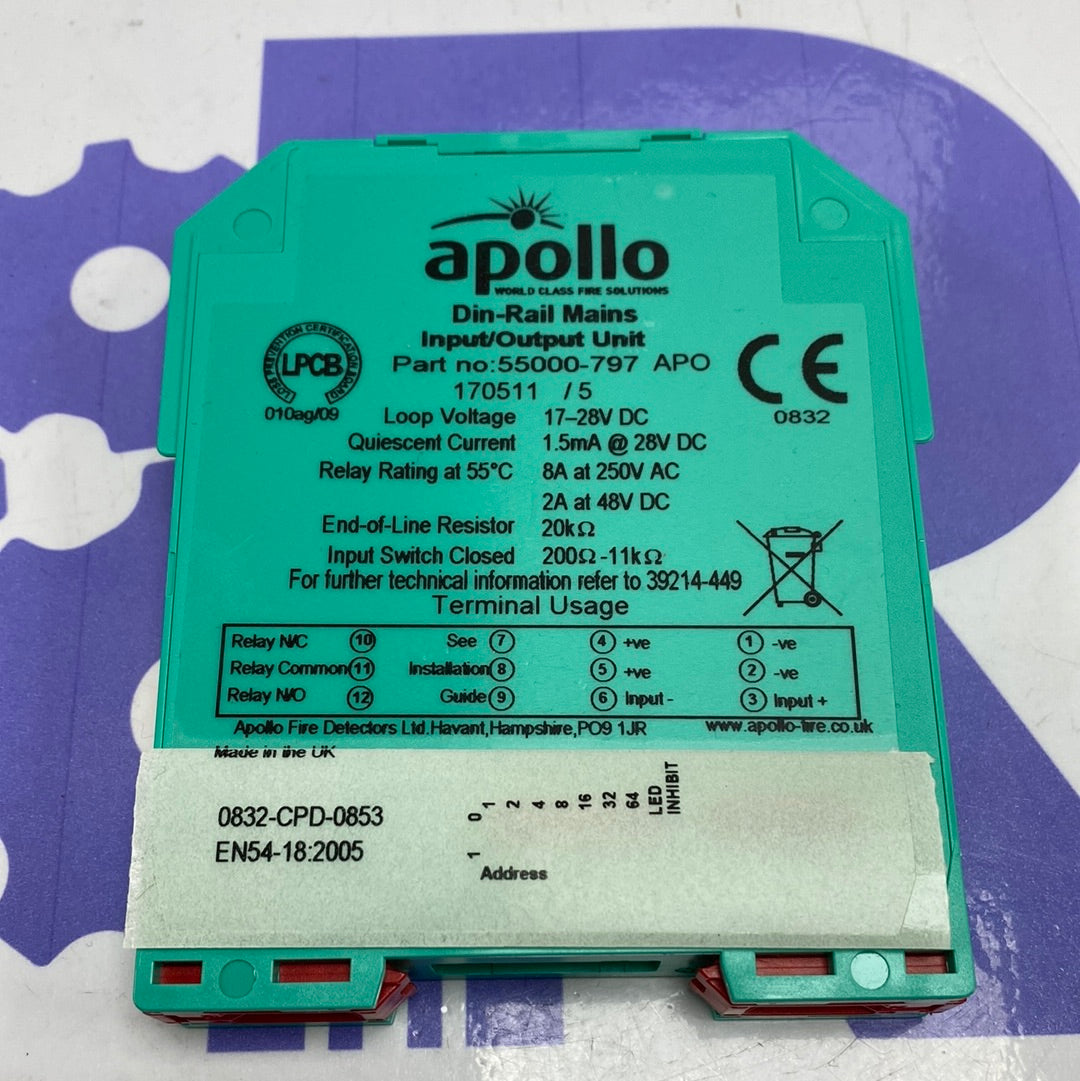 apollo
WORLD CLASS FIRE SOLUTIONS
Din-Rail Mains
Input/Output Unit
Part no:55000-797 APO
170511 /5
LOSS PREVENTION CERTIFICATION BOARD
LPCB
010ag/09
CE
0832
Loop Voltage 17–28V DC
Quiescent Current 1.5mA @ 28V DC
Relay Rating at 55°C 8A at 250V AC
2A at 48V DC
End-of-Line Resistor 20kΩ
Input Switch Closed 200Ω -11kΩ
For further technical information refer to 39214-449
Terminal Usage
Relay N/C 10 See 7 4 +ve 1 -ve
Relay Common 11 Installation 8 5 +ve 2 -ve
Relay N/O 12 Guide 9 6 Input - 3 Input +
Apollo Fire Detectors Ltd.Havant,Hampshire,PO9 1JR www.apollo-fire.co.uk
Made in the UK
0832-CPD-0853
EN54-18:2005
0 1 2 4 8 16 32 64 LED INHIBIT
1
Address